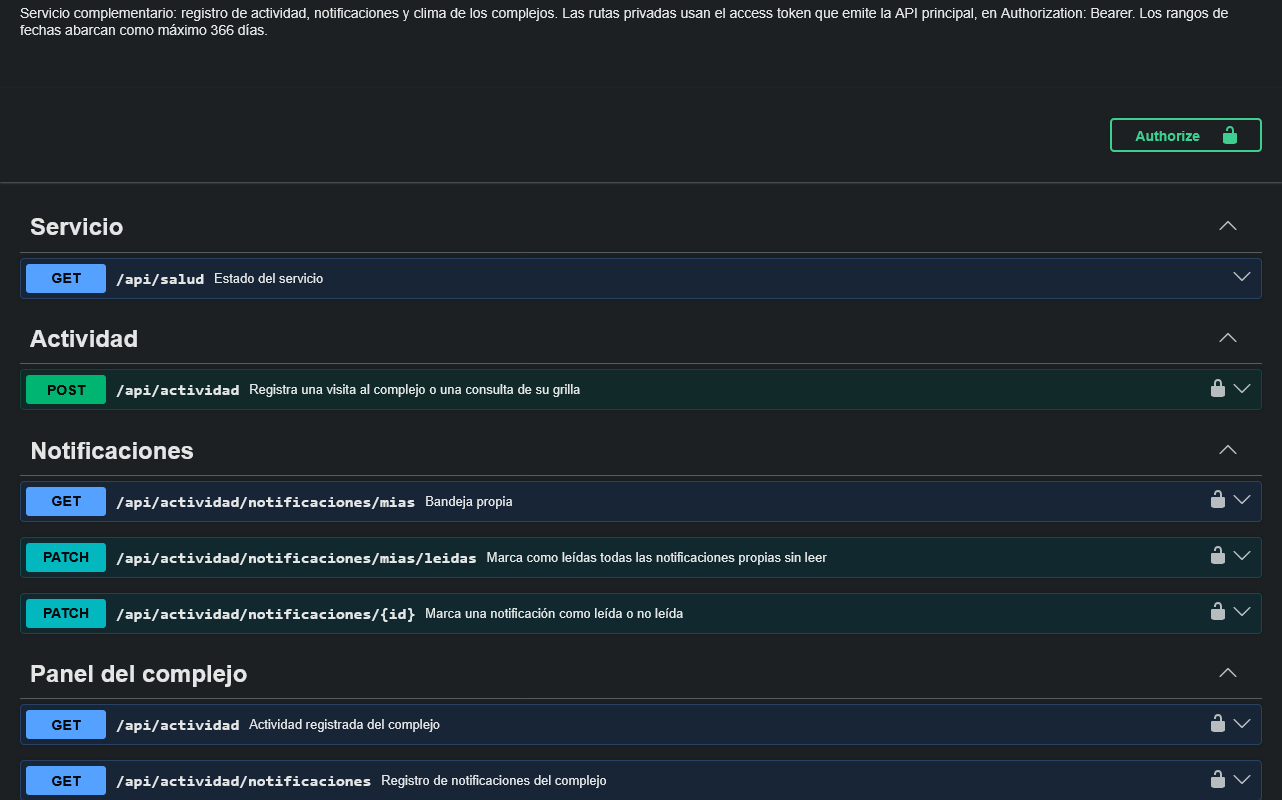 Servicio complementario: registro de actividad, notificaciones y clima de los complejos. Las rutas privadas usan el access token que emite la API principal, en Authorization: Bearer. Los rangos de
fechas abarcan como máximo 366 días.
Authorize
Servicio
GET /api/salud Estado del servicio
Actividad
POST /api/actividad Registra una visita al complejo o una consulta de su grilla
Notificaciones
GET /api/actividad/notificaciones/mias Bandeja propia
PATCH /api/actividad/notificaciones/mias/leidas Marca como leídas todas las notificaciones propias sin leer
PATCH /api/actividad/notificaciones/{id} Marca una notificación como leída o no leída
Panel del complejo
GET /api/actividad Actividad registrada del complejo
GET /api/actividad/notificaciones Registro de notificaciones del complejo